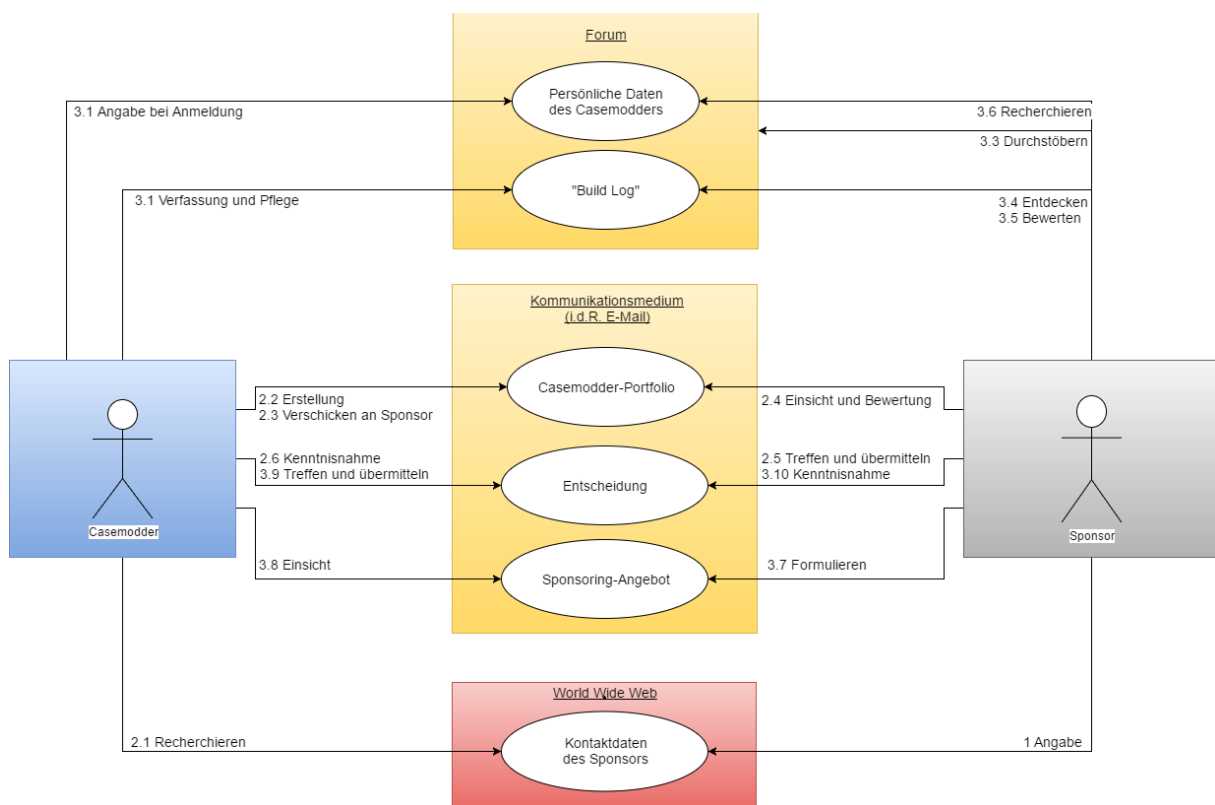 Forum
Persönliche Daten
des Casemodders
3.1 Angabe bei Anmeldung
3.6 Recherchieren
3.3 Durchstöbern
"Build Log"
3.1 Verfassung und Pflege
3.4 Entdecken
3.5 Bewerten
Kommunikationsmedium
(i.d.R. E-Mail)
Casemodder-Portfolio
2.2 Erstellung
2.3 Verschicken an Sponsor
2.4 Einsicht und Bewertung
2.6 Kenntnisnahme
3.9 Treffen und übermitteln
Entscheidung
2.5 Treffen und übermitteln
3.10 Kenntnisnahme
Casemodder
Sponsor
3.8 Einsicht
Sponsoring-Angebot
3.7 Formulieren
World Wide Web
2.1 Recherchieren
Kontaktdaten
des Sponsors
1 Angabe